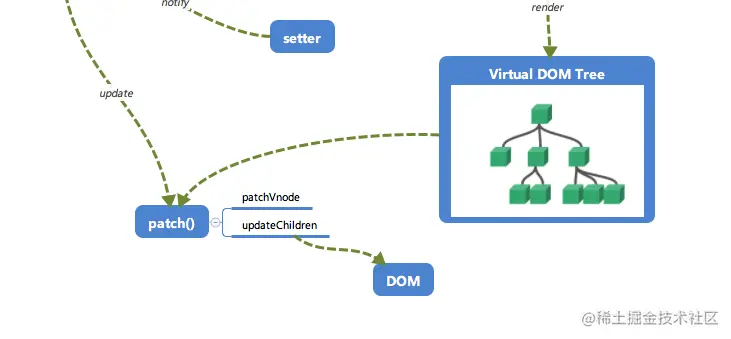 notify
render
setter
Virtual DOM Tree
update
patchVnode
patch()
updateChildren
DOM
@稀土掘金技术社区